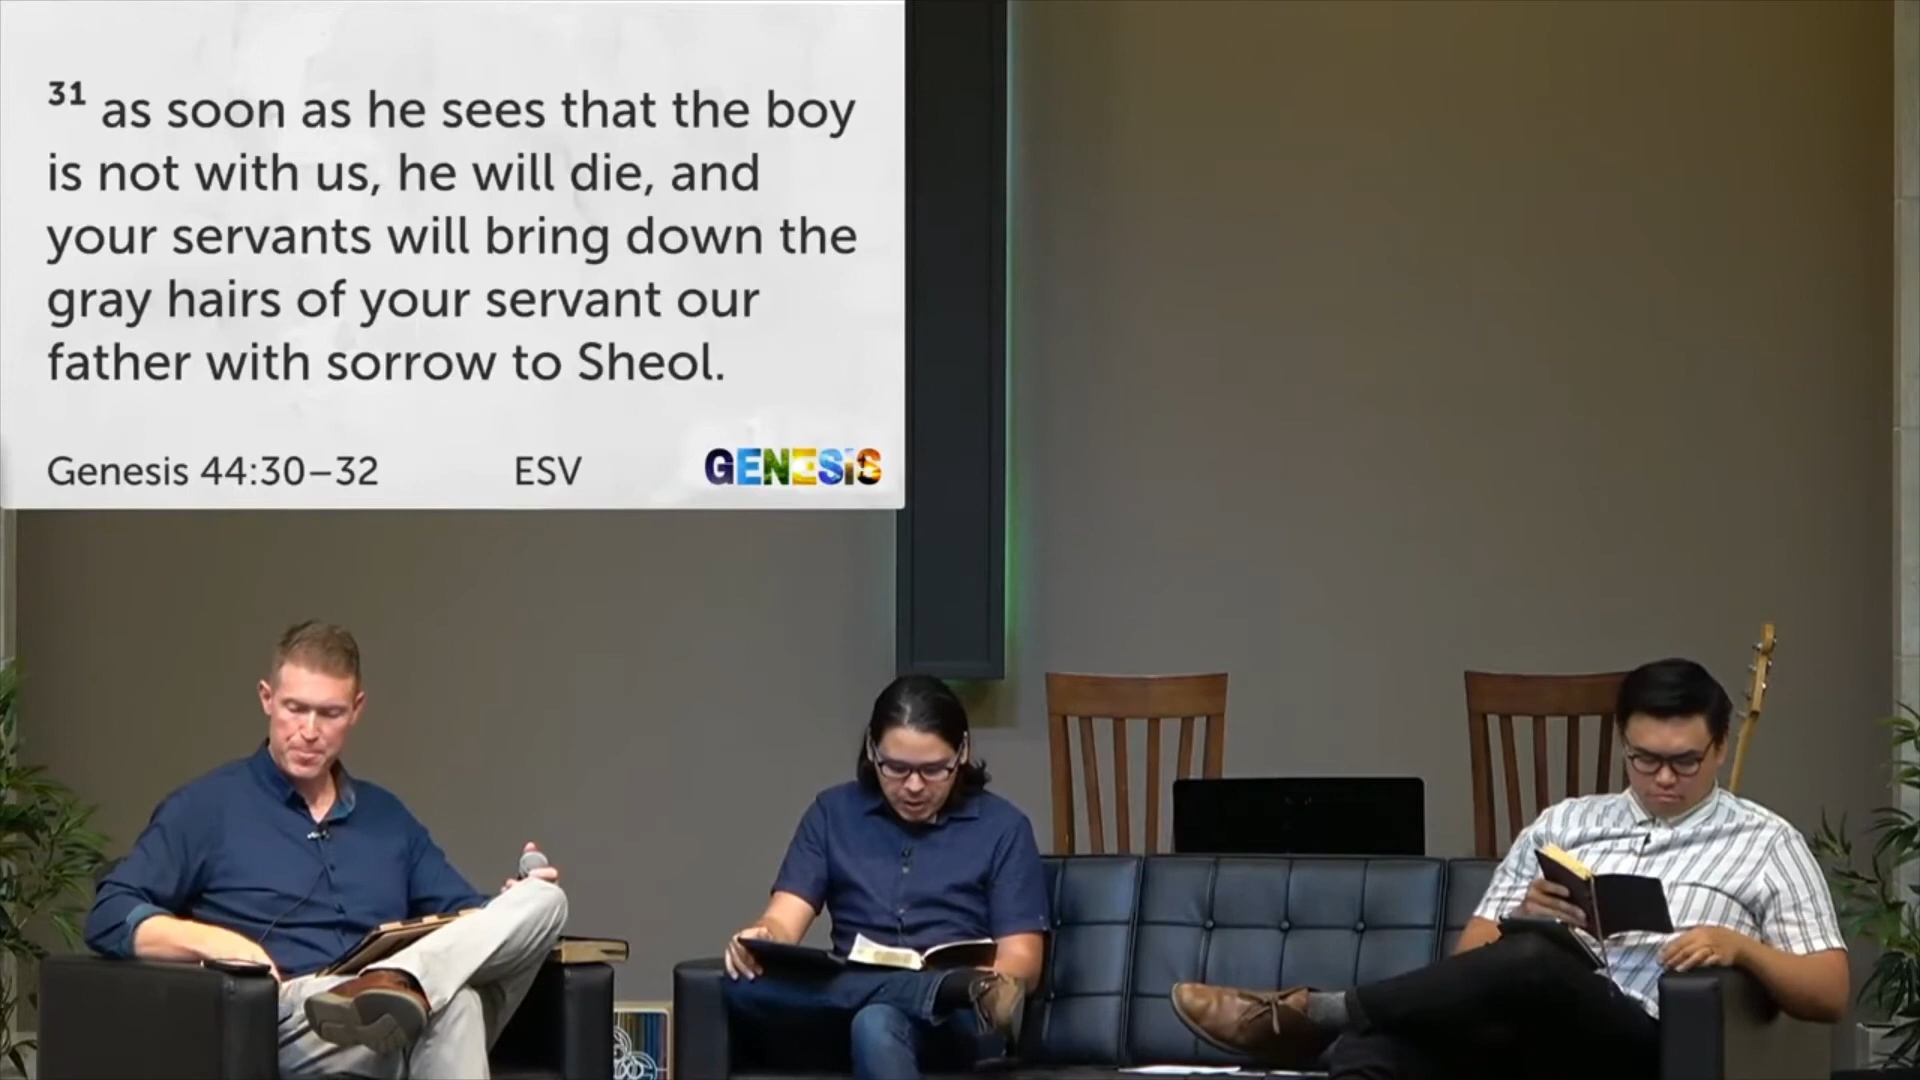 31 as soon as he sees that the boy
is not with us, he will die, and
your servants will bring down the
gray hairs of your servant our
father with sorrow to Sheol.
Genesis 44:30–32 ESV GENESIS